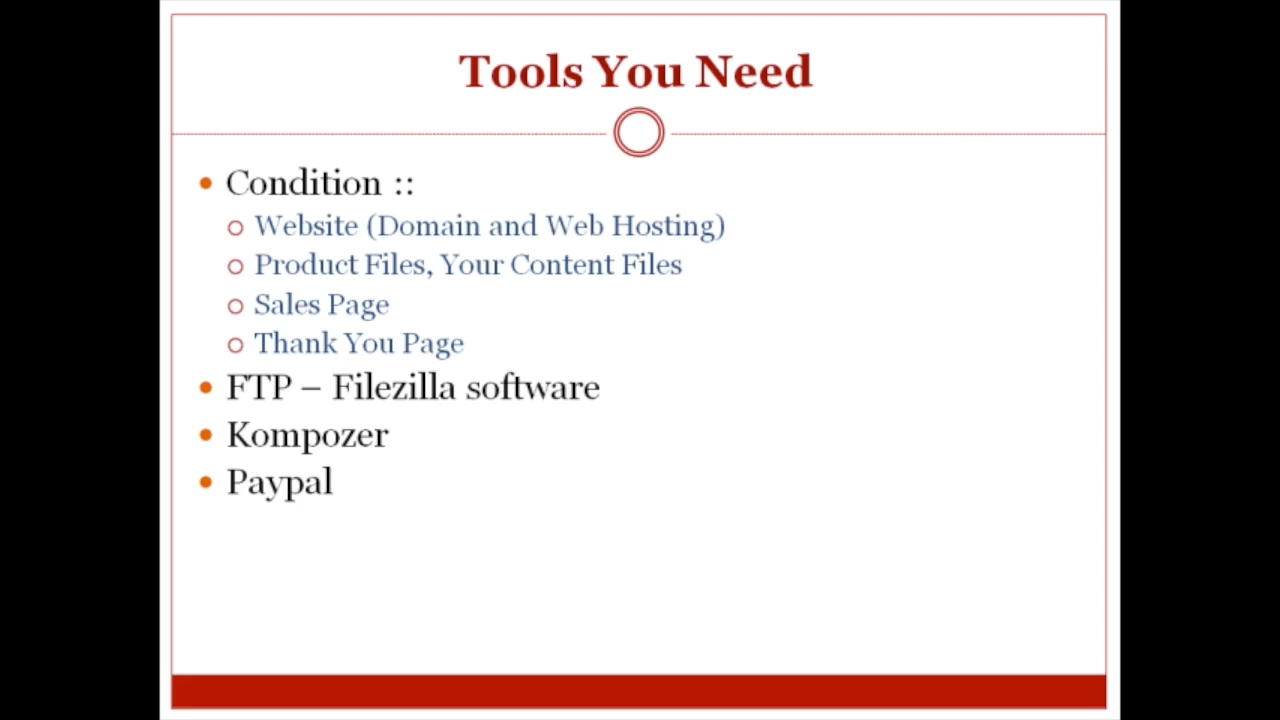 Tools You Need
Condition ::
Website (Domain and Web Hosting)
Product Files, Your Content Files
Sales Page
Thank You Page
FTP – Filezilla software
Kompozer
Paypal